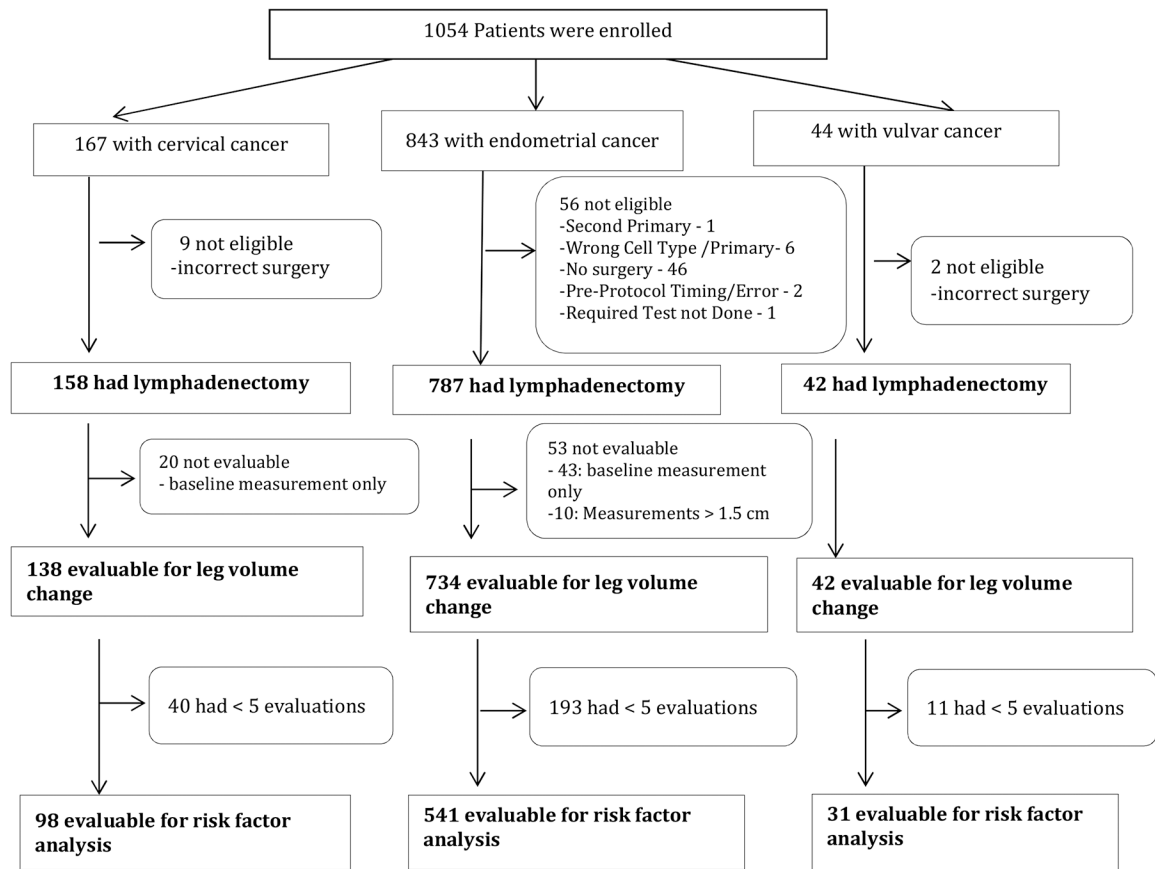 1054 Patients were enrolled
167 with cervical cancer
843 with endometrial cancer
44 with vulvar cancer
9 not eligible
-incorrect surgery
56 not eligible
-Second Primary - 1
-Wrong Cell Type /Primary- 6
-No surgery - 46
-Pre-Protocol Timing/Error - 2
-Required Test not Done - 1
2 not eligible
-incorrect surgery
158 had lymphadenectomy
787 had lymphadenectomy
42 had lymphadenectomy
20 not evaluable
- baseline measurement only
53 not evaluable
- 43: baseline measurement
only
-10: Measurements > 1.5 cm
138 evaluable for leg volume
change
734 evaluable for leg volume
change
42 evaluable for leg volume
change
40 had < 5 evaluations
193 had < 5 evaluations
11 had < 5 evaluations
98 evaluable for risk factor
analysis
541 evaluable for risk factor
analysis
31 evaluable for risk factor
analysis